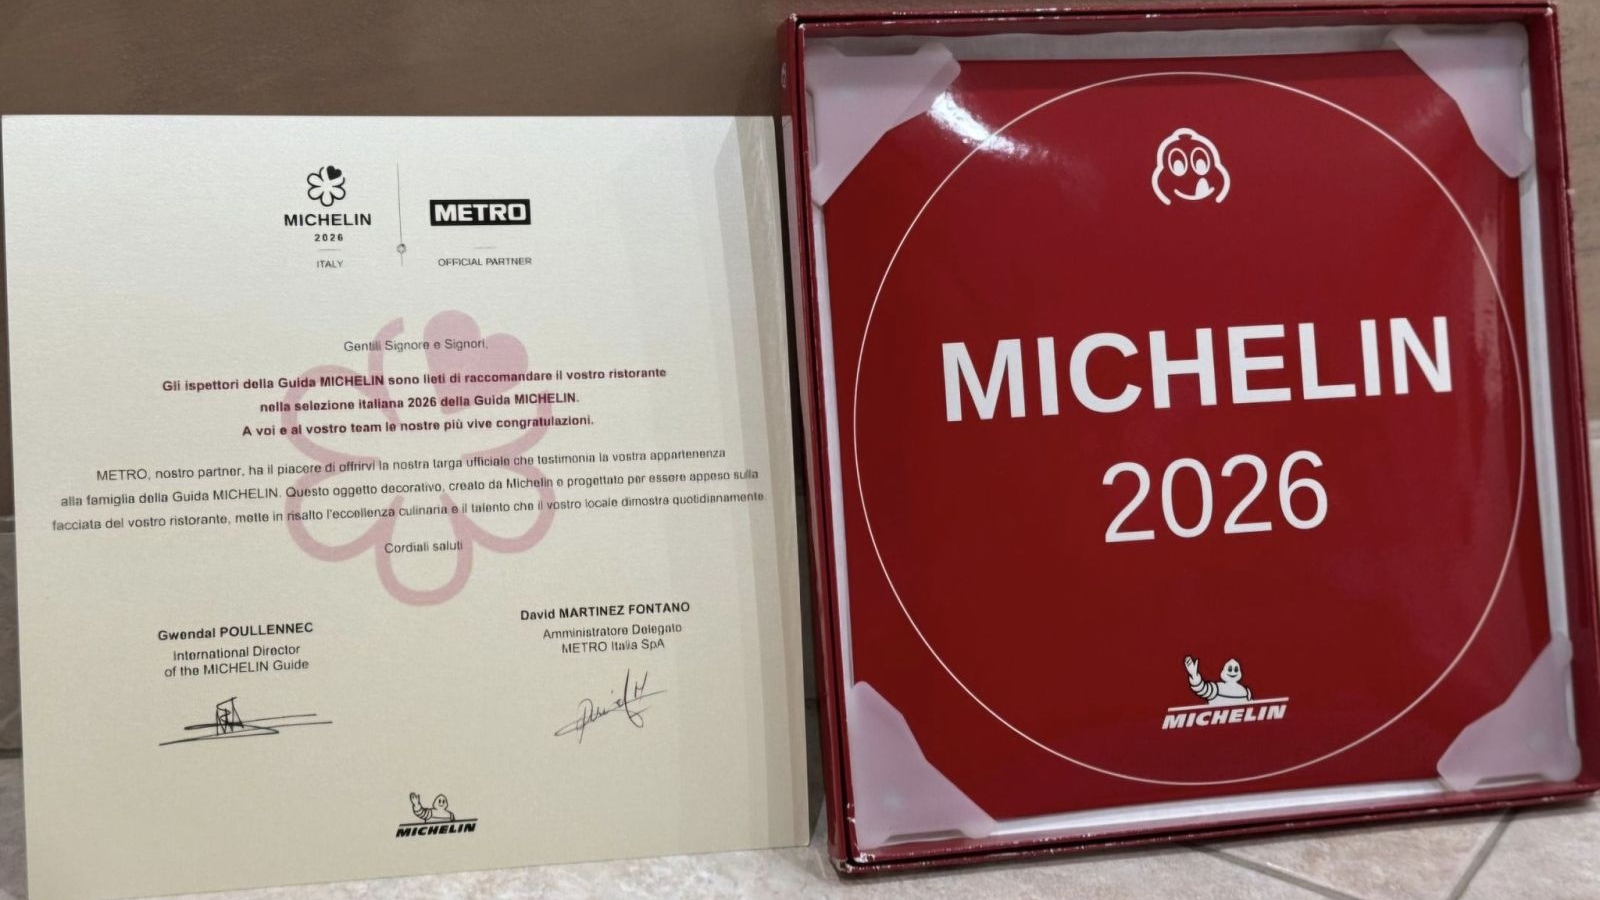 MICHELIN
2026
ITALY
METRO
OFFICIAL PARTNER
Gentili Signore e Signori,
Gli ispettori della Guida MICHELIN sono lieti di raccomandare il vostro ristorante
nella selezione italiana 2026 della Guida MICHELIN.
A voi e al vostro team le nostre più vive congratulazioni.
METRO, nostro partner, ha il piacere di offrirvi la nostra targa ufficiale che testimonia la vostra appartenenza
alla famiglia della Guida MICHELIN. Questo oggetto decorativo, creato da Michelin e progettato per essere appeso sulla
facciata del vostro ristorante, mette in risalto l'eccellenza culinaria e il talento che il vostro locale dimostra quotidianamente.
Cordiali saluti
Gwendal POULLENNEC
International Director
of the MICHELIN Guide
David MARTINEZ FONTANO
Amministratore Delegato
METRO Italia SpA
MICHELIN
MICHELIN
2026
MICHELIN